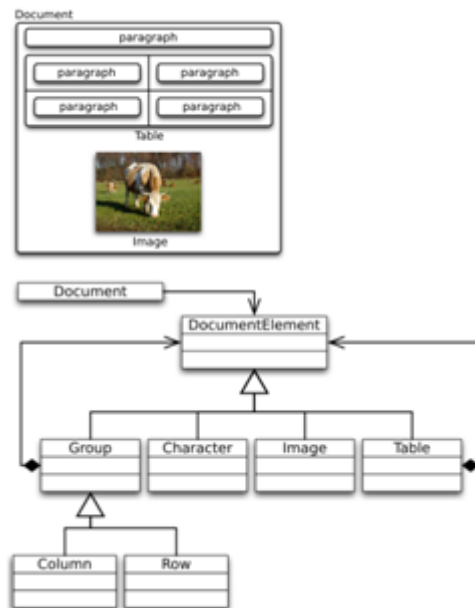 Document
paragraph
paragraph paragraph
paragraph paragraph
Table
Image
Document
DocumentElement
Group Character Image Table
Column Row